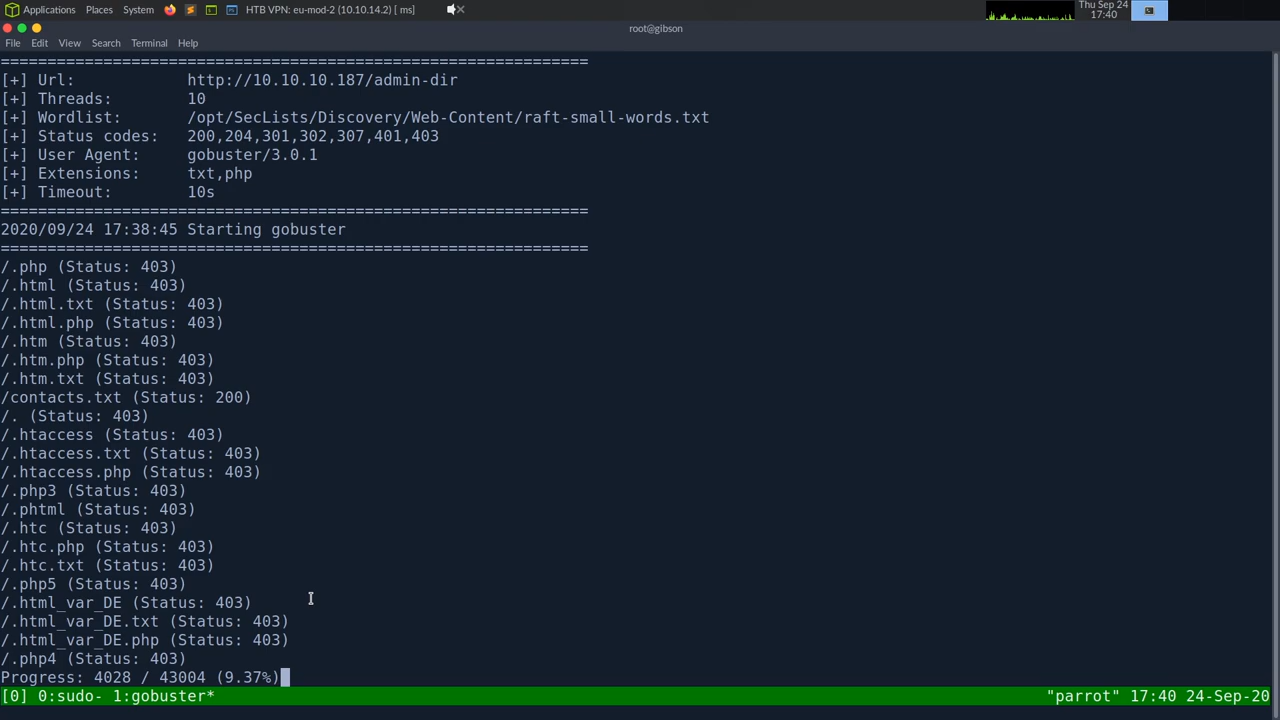 Applications Places System HTB VPN: eu-mod-2 (10.10.14.2) [ ms] Thu Sep 24 17:40
root@gibson
File Edit View Search Terminal Help
===============================================================
[+] Url:            http://10.10.10.187/admin-dir
[+] Threads:        10
[+] Wordlist:       /opt/SecLists/Discovery/Web-Content/raft-small-words.txt
[+] Status codes:   200,204,301,302,307,401,403
[+] User Agent:     gobuster/3.0.1
[+] Extensions:     txt,php
[+] Timeout:        10s
===============================================================
2020/09/24 17:38:45 Starting gobuster
===============================================================
/.php (Status: 403)
/.html (Status: 403)
/.html.txt (Status: 403)
/.html.php (Status: 403)
/.htm (Status: 403)
/.htm.php (Status: 403)
/.htm.txt (Status: 403)
/contacts.txt (Status: 200)
/. (Status: 403)
/.htaccess (Status: 403)
/.htaccess.txt (Status: 403)
/.htaccess.php (Status: 403)
/.php3 (Status: 403)
/.phtml (Status: 403)
/.htc (Status: 403)
/.htc.php (Status: 403)
/.htc.txt (Status: 403)
/.php5 (Status: 403)
/.html_var_DE (Status: 403)
/.html_var_DE.txt (Status: 403)
/.html_var_DE.php (Status: 403)
/.php4 (Status: 403)
Progress: 4028 / 43004 (9.37%)
[0] 0:sudo- 1:gobuster* "parrot" 17:40 24-Sep-20